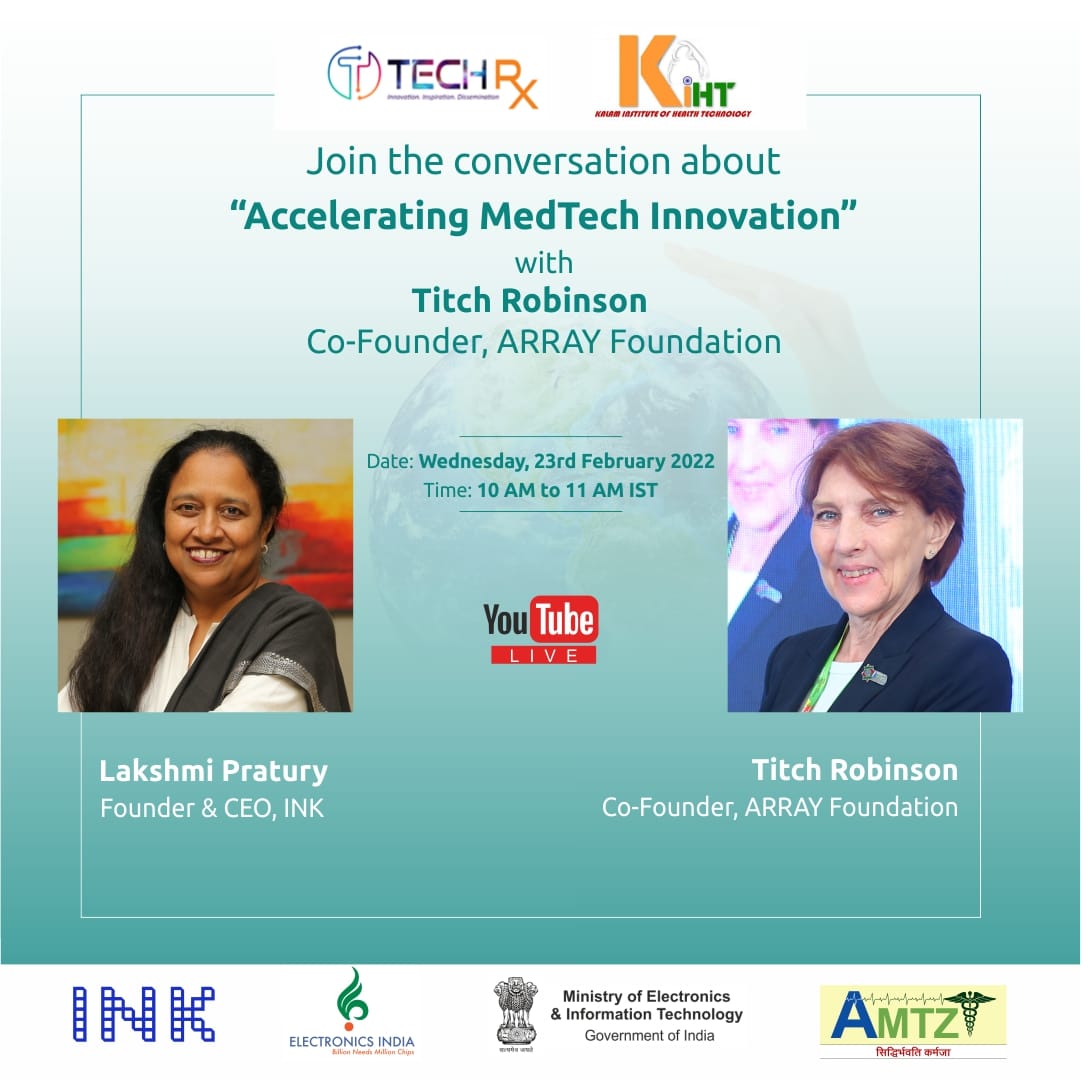 TECH Rx
Innovation. Inspiration. Dissemination
KiHT
KALAM INSTITUTE OF HEALTH TECHNOLOGY
Join the conversation about
“Accelerating MedTech Innovation”
with
Titch Robinson
Co-Founder, ARRAY Foundation
Date: Wednesday, 23rd February 2022
Time: 10 AM to 11 AM IST
YouTube
LIVE
Lakshmi Pratury
Founder & CEO, INK
Titch Robinson
Co-Founder, ARRAY Foundation
INK
ELECTRONICS INDIA
Billion Needs Million Chips
सत्यमेव जयते
Ministry of Electronics
& Information Technology
Government of India
AMTZ
सिद्धिर्भवति कर्मजा